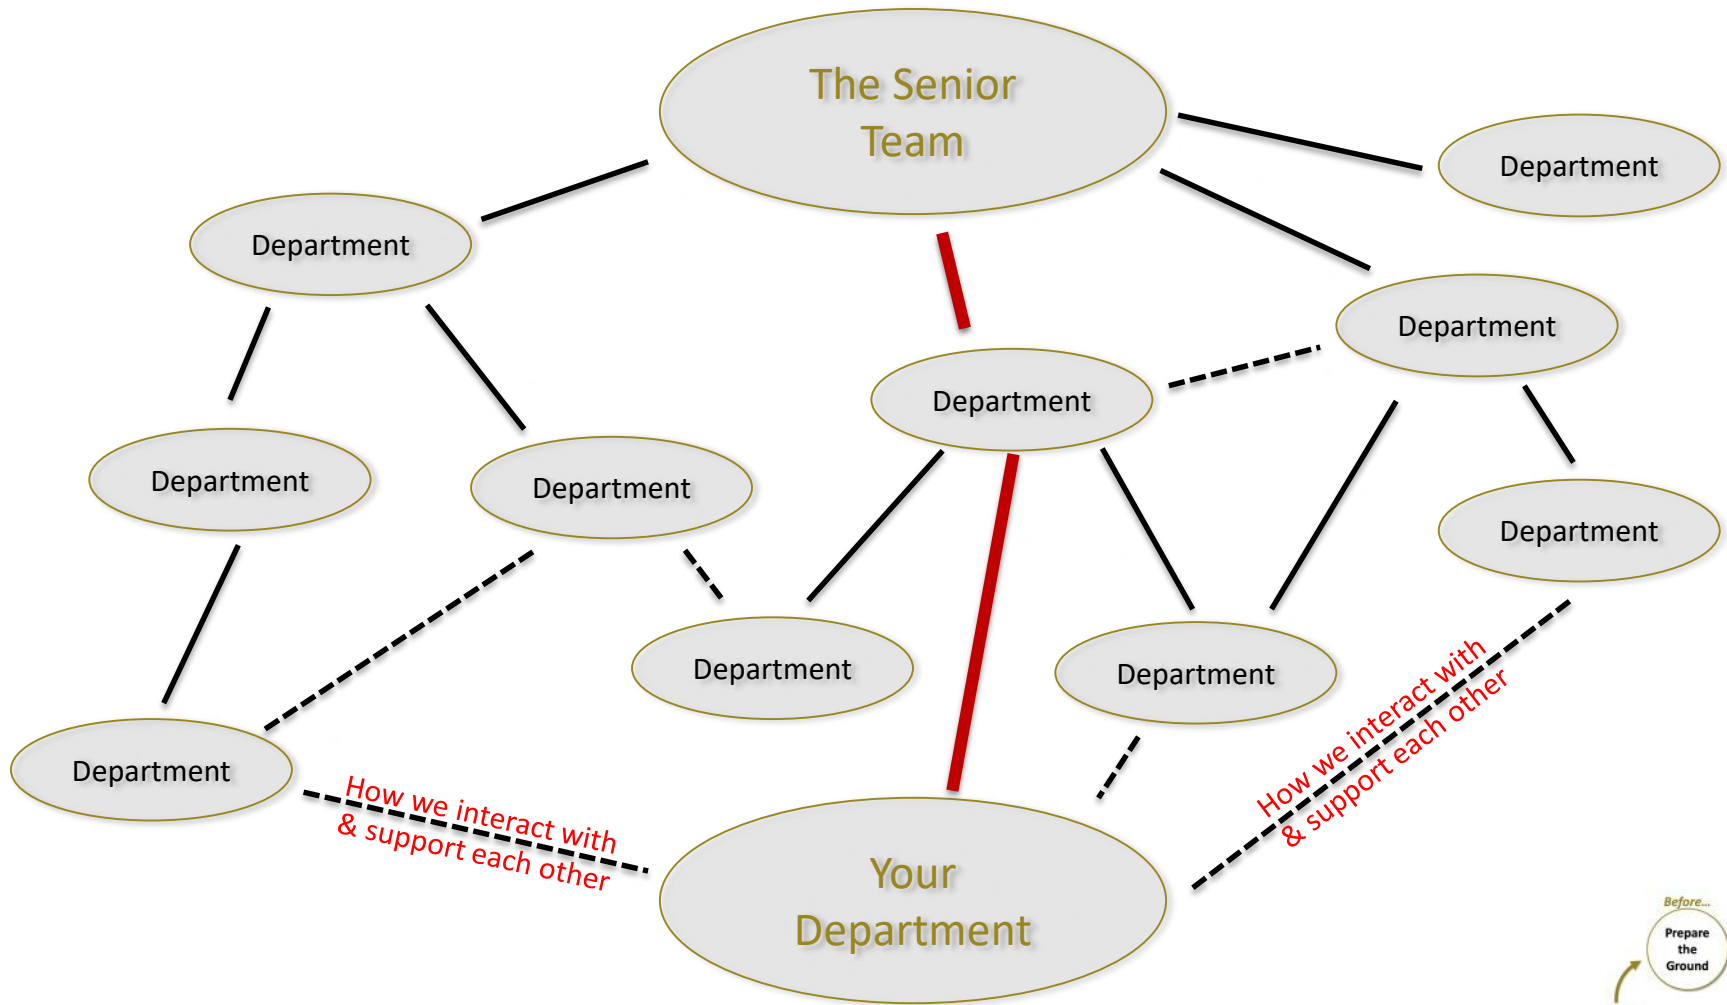 The Senior
Team
Department
Department
Department
Department
Department
Department
Department
Department
Department
Department
How we interact with
& support each other
Department
How we interact with
& support each other
Your
Department
Before...
Prepare
the
Ground